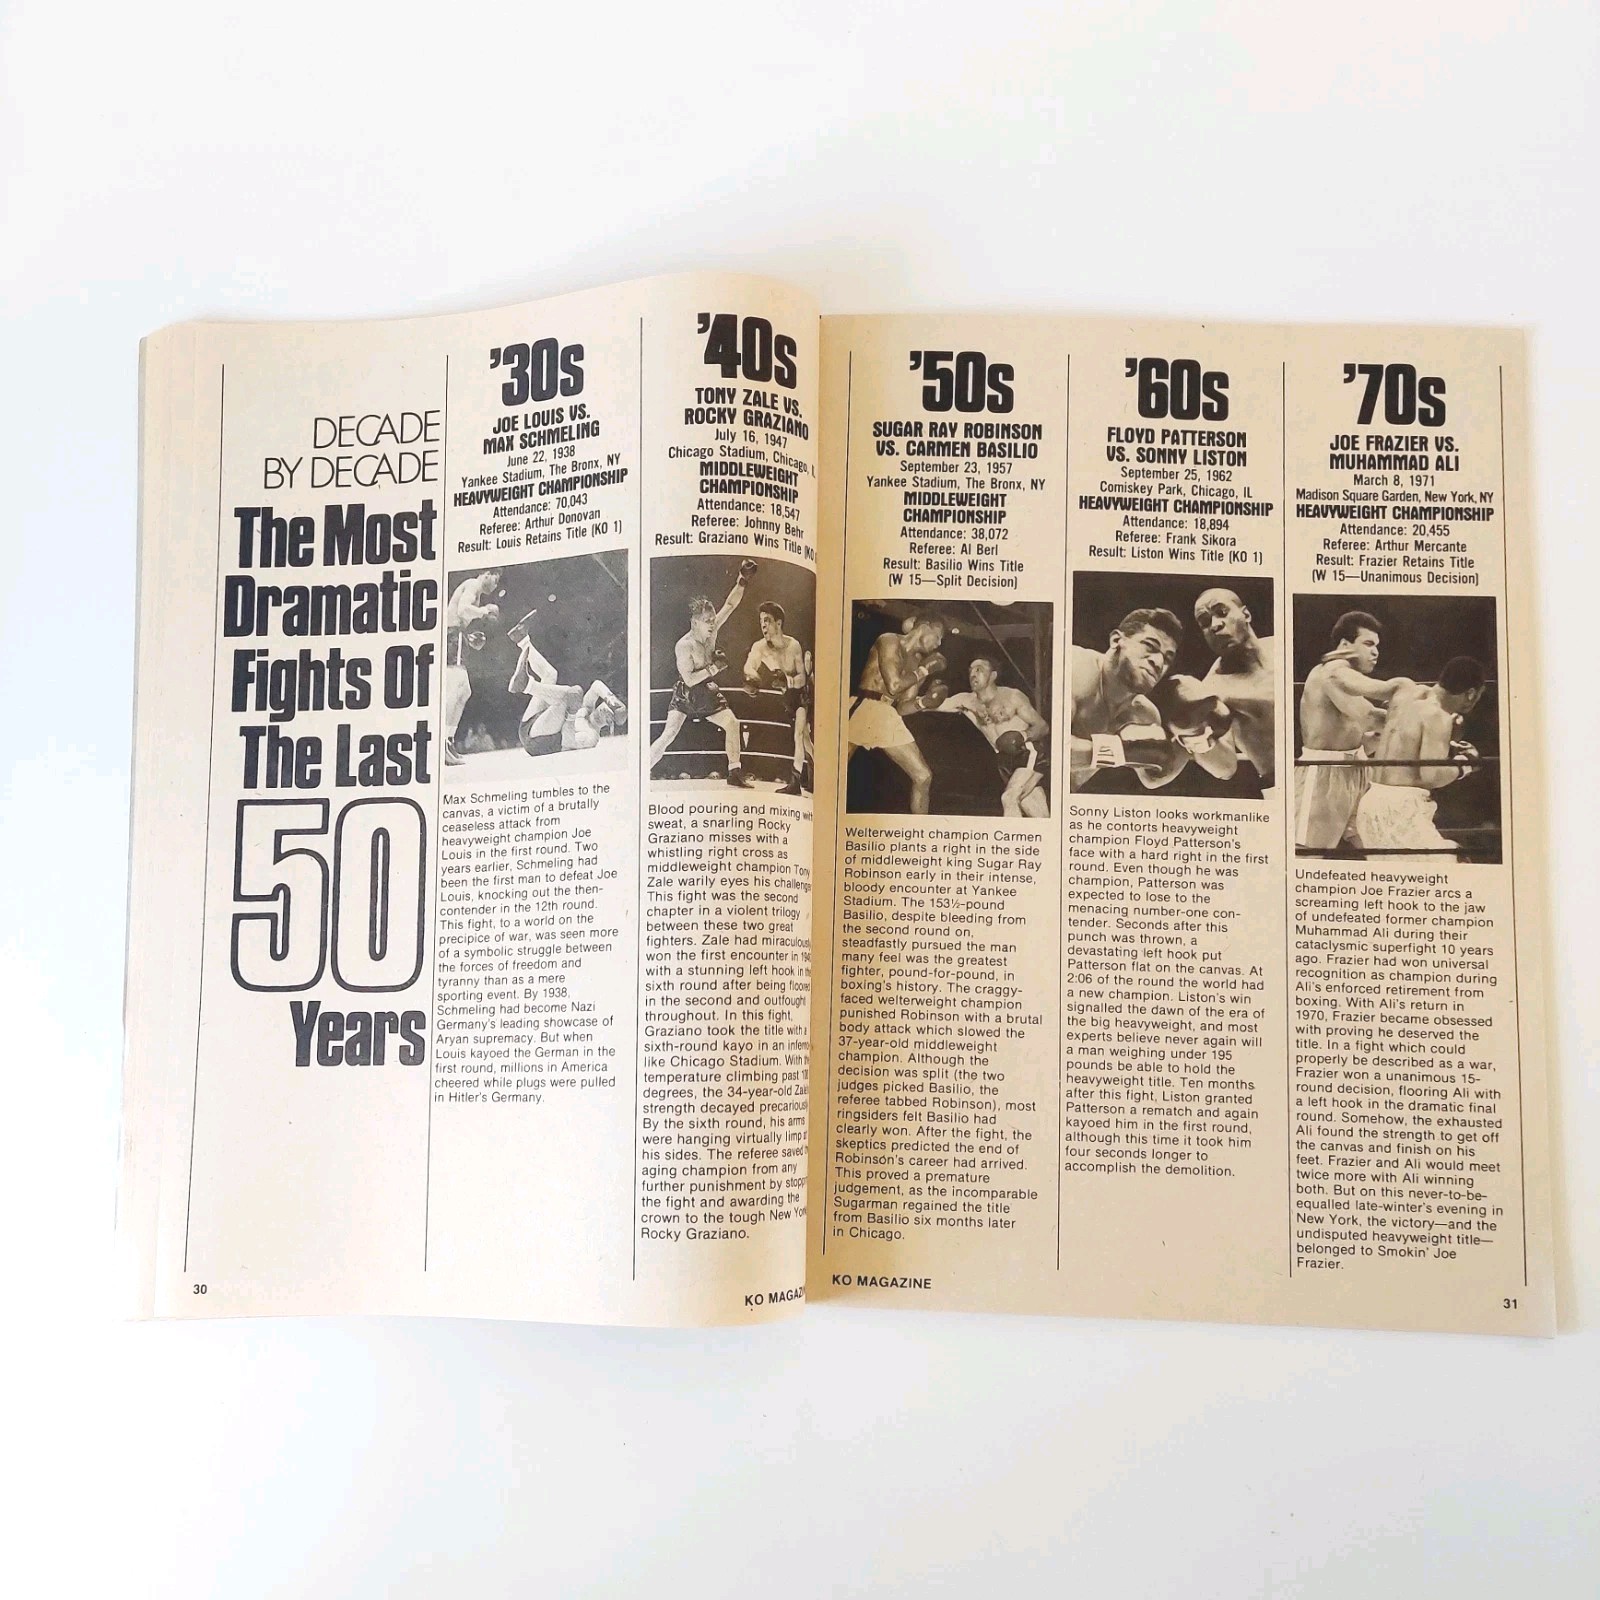 DECADE
BY DECADE
The Most
Dramatic
Fights Of
The Last
50
Years
'30s
JOE LOUIS VS.
MAX SCHMELING
June 22, 1938
Yankee Stadium, The Bronx, NY
HEAVYWEIGHT CHAMPIONSHIP
Attendance: 70,043
Referee: Arthur Donovan
Result: Louis Retains Title (KO 1)
Max Schmeling tumbles to the
canvas, a victim of a brutally
ceaseless attack from
heavyweight champion Joe
Louis in the first round. Two
years earlier, Schmeling had
been the first man to defeat Joe
Louis, knocking out the then-
contender in the 12th round.
This fight, to a world on the
precipice of war, was seen more
of a symbolic struggle between
the forces of freedom and
tyranny than as a mere
sporting event. By 1938,
Schmeling had become Nazi
Germany's leading showcase of
Aryan supremacy. But when
Louis kayoed the German in the
first round, millions in America
cheered while plugs were pulled
in Hitler's Germany.
'40s
TONY ZALE VS.
ROCKY GRAZIANO
July 16, 1947
Chicago Stadium, Chicago,
MIDDLEWEIGHT
CHAMPIONSHIP
Attendance: 18,547
Referee: Johnny Behr
Result: Graziano Wins Title (KO
Blood pouring and mixing with
sweat, a snarling Rocky
Graziano misses with a
whistling right cross as
middleweight champion Tony
Zale warily eyes his challenge
This fight was the second
chapter in a violent trilogy
between these two great
fighters. Zale had miraculous
won the first encounter in
with a stunning left hook in the
sixth round after being floored
in the second and outfought
throughout. In this fight,
Graziano took the title with a
sixth-round kayo in an inferno
like Chicago Stadium. With the
temperature climbing past
degrees, the 34-year-old Zale
strength decayed precariously
By the sixth round, his arms
were hanging virtually limp at
his sides. The referee saved
aging champion from any
further punishment by stopp
the fight and awarding the
crown to the tough New York
Rocky Graziano.
30
KO MAGAZI
'50s
SUGAR RAY ROBINSON
VS. CARMEN BASILIO
September 23, 1957
Yankee Stadium, The Bronx, NY
MIDDLEWEIGHT
CHAMPIONSHIP
Attendance: 38,072
Referee: Al Berl
Result: Basilio Wins Title
(W 15—Split Decision)
Welterweight champion Carmen
Basilio plants a right in the side
of middleweight king Sugar Ray
Robinson early in their intense,
bloody encounter at Yankee
Stadium. The 153½-pound
Basilio, despite bleeding from
the second round on,
steadfastly pursued the man
many feel was the greatest
fighter, pound-for-pound, in
boxing's history. The craggy-
faced welterweight champion
punished Robinson with a brutal
body attack which slowed the
37-year-old middleweight
champion. Although the
decision was split (the two
judges picked Basilio, the
referee tabbed Robinson), most
ringsiders felt Basilio had
clearly won. After the fight, the
skeptics predicted the end of
Robinson's career had arrived.
This proved a premature
judgement, as the incomparable
Sugarman regained the title
from Basilio six months later
in Chicago.
'60s
FLOYD PATTERSON
VS. SONNY LISTON
September 25, 1962
Comiskey Park, Chicago, IL
HEAVYWEIGHT CHAMPIONSHIP
Attendance: 18,894
Referee: Frank Sikora
Result: Liston Wins Title (KO 1)
Sonny Liston looks workmanlike
as he contorts heavyweight
champion Floyd Patterson's
face with a hard right in the first
round. Even though he was
champion, Patterson was
expected to lose to the
menacing number-one con-
tender. Seconds after this
punch was thrown, a
devastating left hook put
Patterson flat on the canvas. At
2:06 of the round the world had
a new champion. Liston's win
signalled the dawn of the era of
the big heavyweight, and most
experts believe never again will
a man weighing under 195
pounds be able to hold the
heavyweight title. Ten months
after this fight, Liston granted
Patterson a rematch and again
kayoed him in the first round,
although this time it took him
four seconds longer to
accomplish the demolition.
'70s
JOE FRAZIER VS.
MUHAMMAD ALI
March 8, 1971
Madison Square Garden, New York, NY
HEAVYWEIGHT CHAMPIONSHIP
Attendance: 20,455
Referee: Arthur Mercante
Result: Frazier Retains Title
(W 15—Unanimous Decision)
Undefeated heavyweight
champion Joe Frazier arcs a
screaming left hook to the jaw
of undefeated former champion
Muhammad Ali during their
cataclysmic superfight 10 years
ago. Frazier had won universal
recognition as champion during
Ali's enforced retirement from
boxing. With Ali's return in
1970, Frazier became obsessed
with proving he deserved the
title. In a fight which could
properly be described as a war,
Frazier won a unanimous 15-
round decision, flooring Ali with
a left hook in the dramatic final
round. Somehow, the exhausted
Ali found the strength to get off
the canvas and finish on his
feet. Frazier and Ali would meet
twice more with Ali winning
both. But on this never-to-be-
equalled late-winter's evening in
New York, the victory—and the
undisputed heavyweight title—
belonged to Smokin' Joe
Frazier.
KO MAGAZINE
31